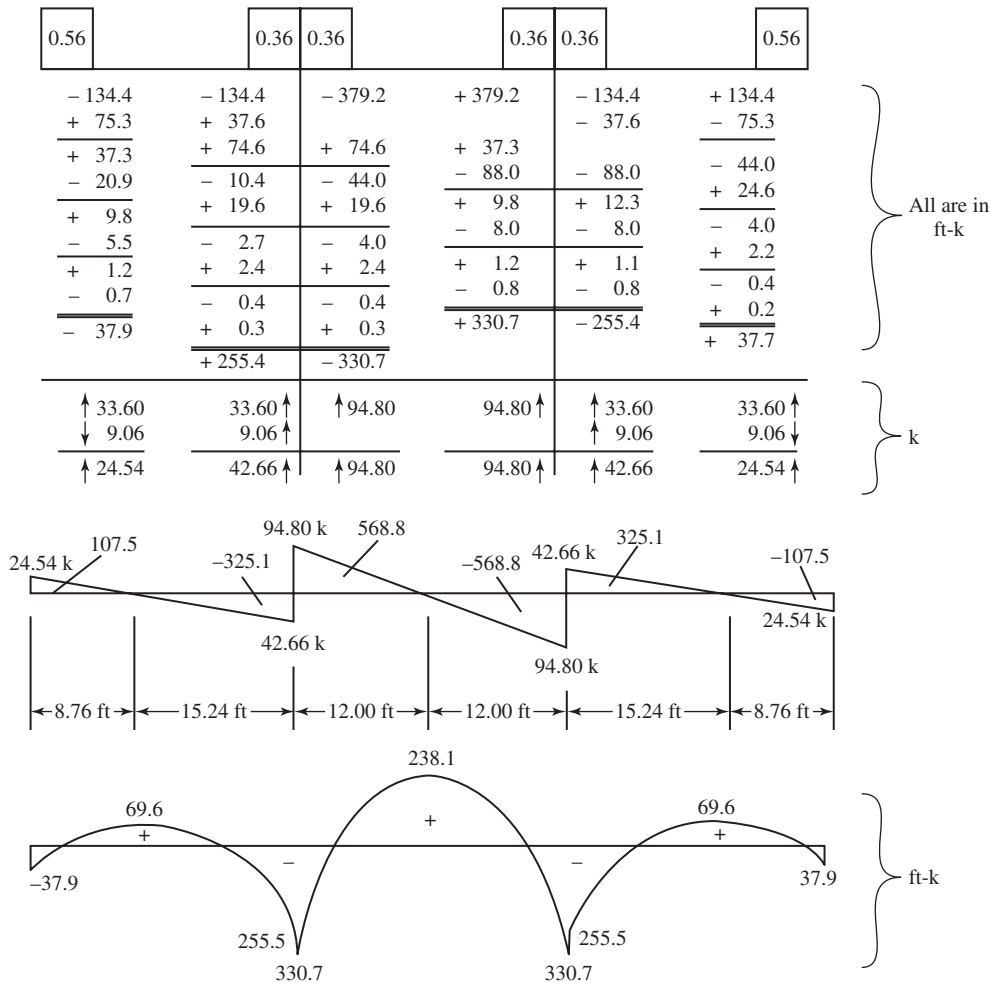 0.56 0.36 0.36 0.36 0.36 0.56
– 134.4 – 134.4 – 379.2 + 379.2 – 134.4 + 134.4
+ 75.3 + 37.6 – 37.6 – 75.3
+ 37.3 + 74.6 + 74.6 + 37.3 – 44.0
– 20.9 – 10.4 – 44.0 – 88.0 – 88.0 + 24.6
+ 9.8 + 19.6 + 19.6 + 9.8 + 12.3 – 4.0
– 5.5 – 2.7 – 4.0 – 8.0 – 8.0 + 2.2
+ 1.2 + 2.4 + 2.4 + 1.2 + 1.1 – 0.4
– 0.7 – 0.4 – 0.4 – 0.8 – 0.8 + 0.2
– 37.9 + 0.3 + 0.3 + 330.7 – 255.4 + 37.7
+ 255.4 – 330.7
All are in
ft-k
33.60 33.60 94.80 94.80 33.60 33.60
9.06 9.06 9.06 9.06
24.54 42.66 94.80 94.80 42.66 24.54
k
94.80 k 568.8
24.54 k 107.5 –325.1 –568.8 42.66 k 325.1 –107.5
42.66 k 94.80 k 24.54 k
8.76 ft 15.24 ft 12.00 ft 12.00 ft 15.24 ft 8.76 ft
238.1
69.6 69.6
+ + +
– –
–37.9 37.9
ft-k
255.5 255.5
330.7 330.7